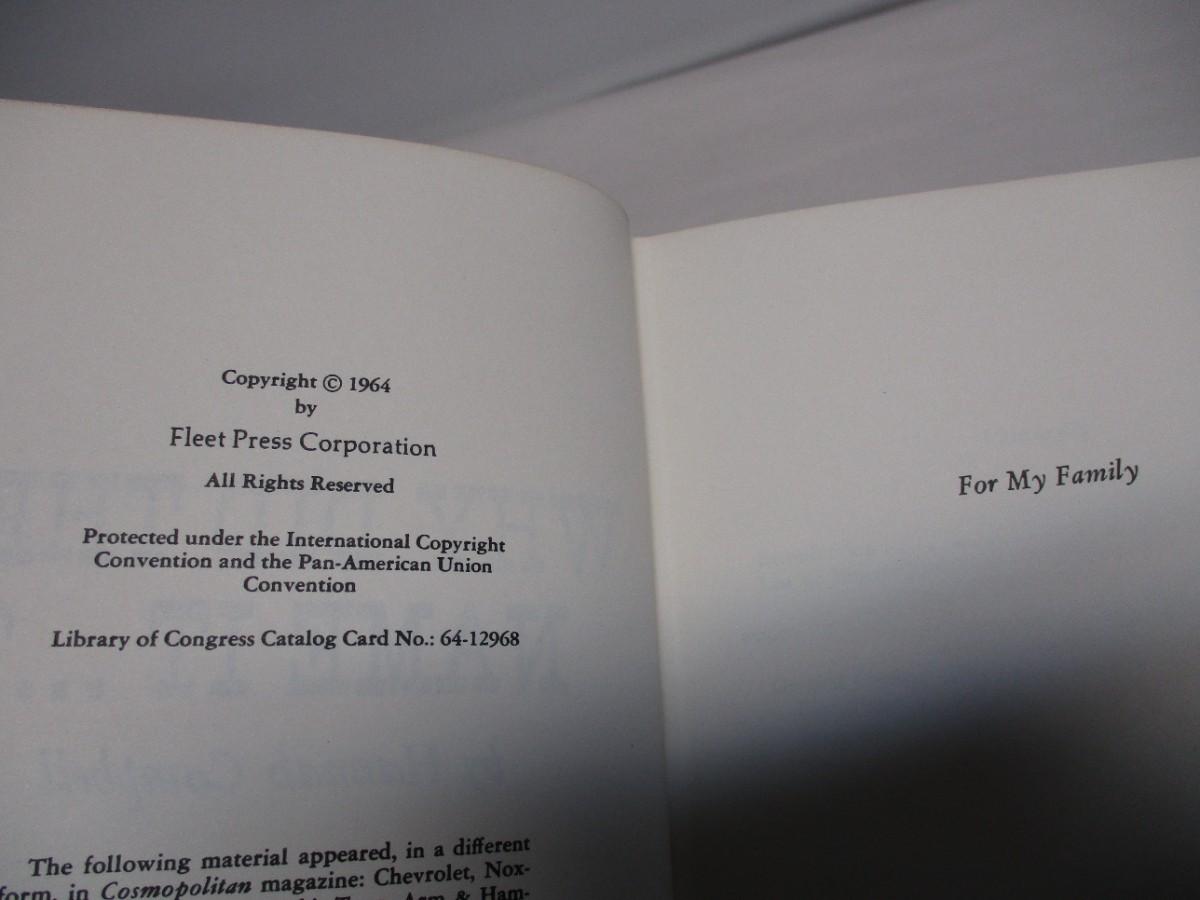 Copyright © 1964
by
Fleet Press Corporation
All Rights Reserved
Protected under the International Copyright
Convention and the Pan-American Union
Convention
Library of Congress Catalog Card No.: 64-12968
The following material appeared, in a different
form, in Cosmopolitan magazine: Chevrolet, Nox-
Arm & Ham-
For My Family